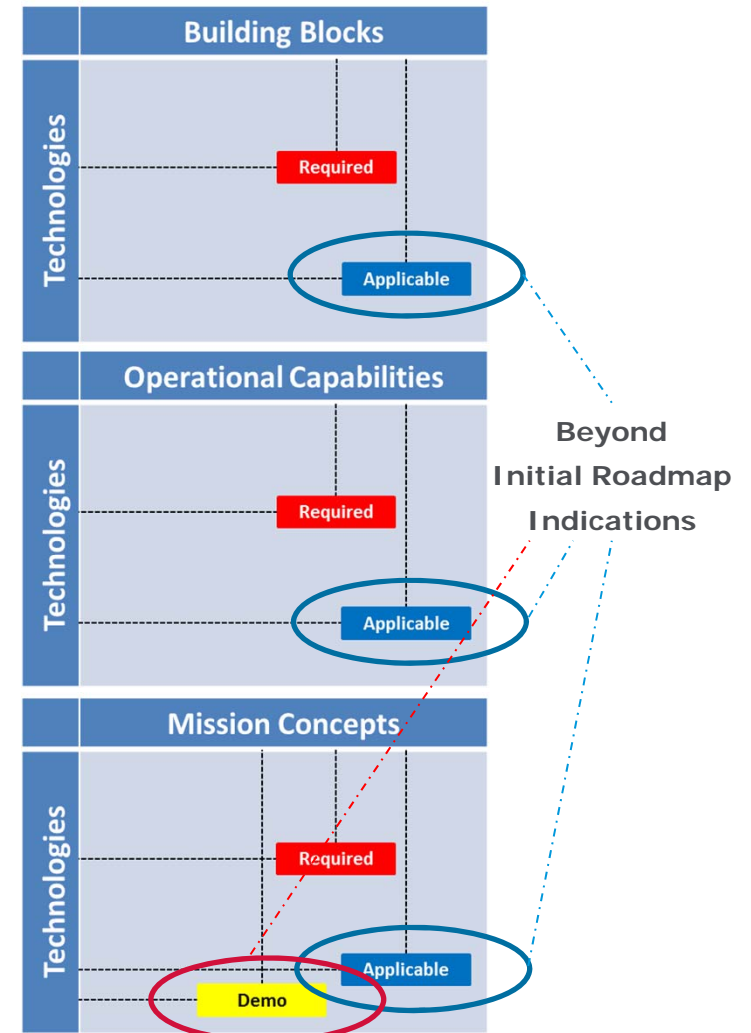 Building Blocks
Technologies
Required
Applicable
Operational Capabilities
Technologies
Required
Applicable
Beyond
Initial Roadmap
Indications
Mission Concepts
Technologies
Required
Applicable
Demo